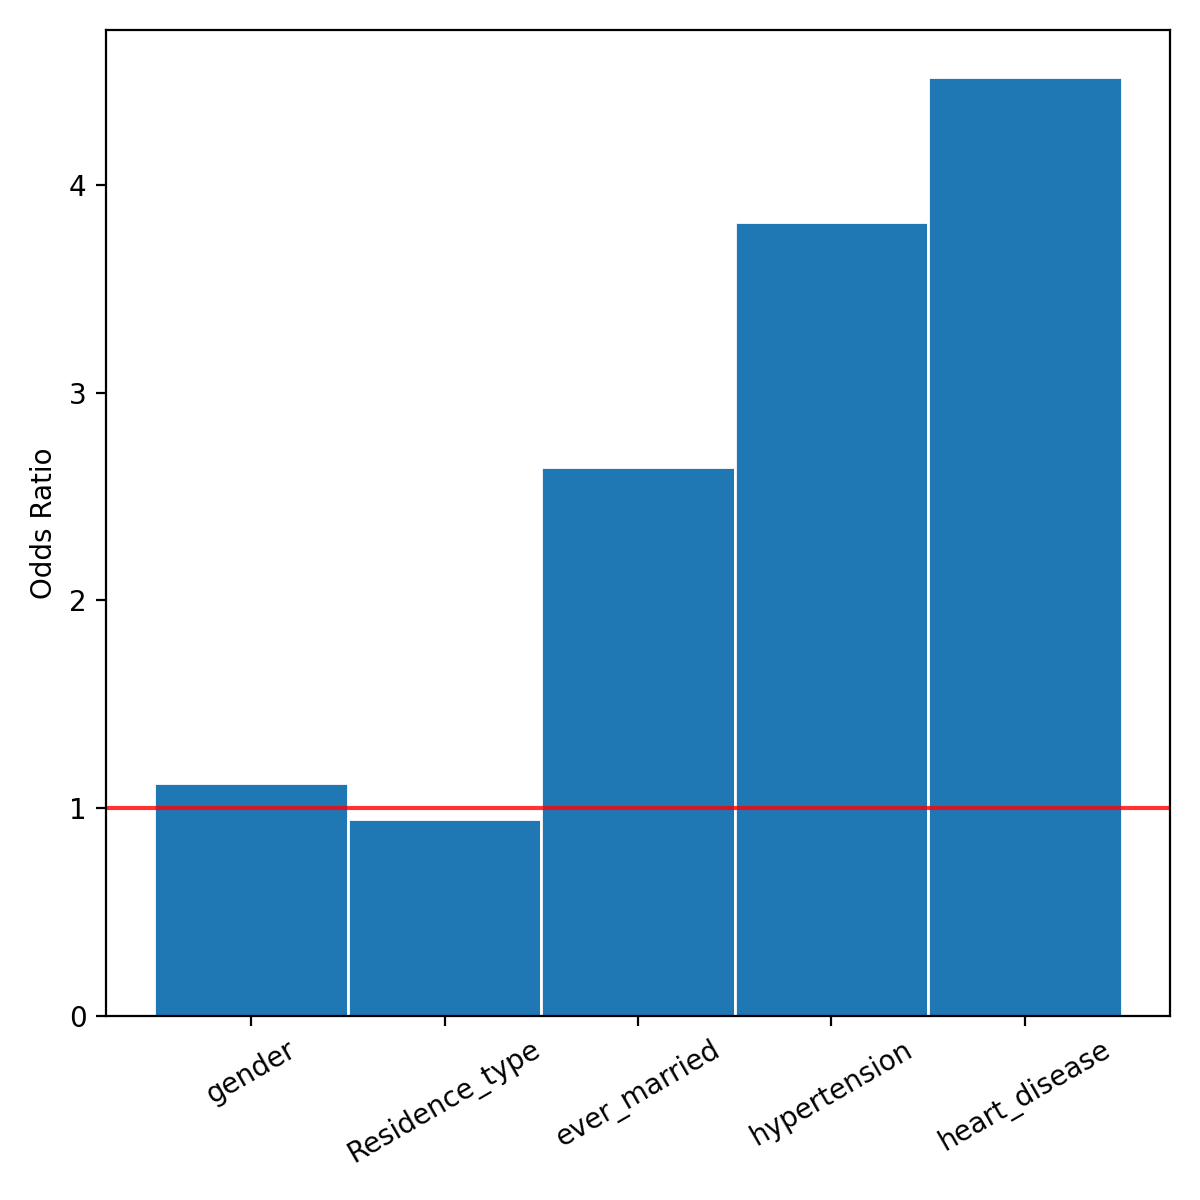 Odds Ratio
4
3
2
1
0
gender
Residence_type
ever_married
hypertension
heart_disease